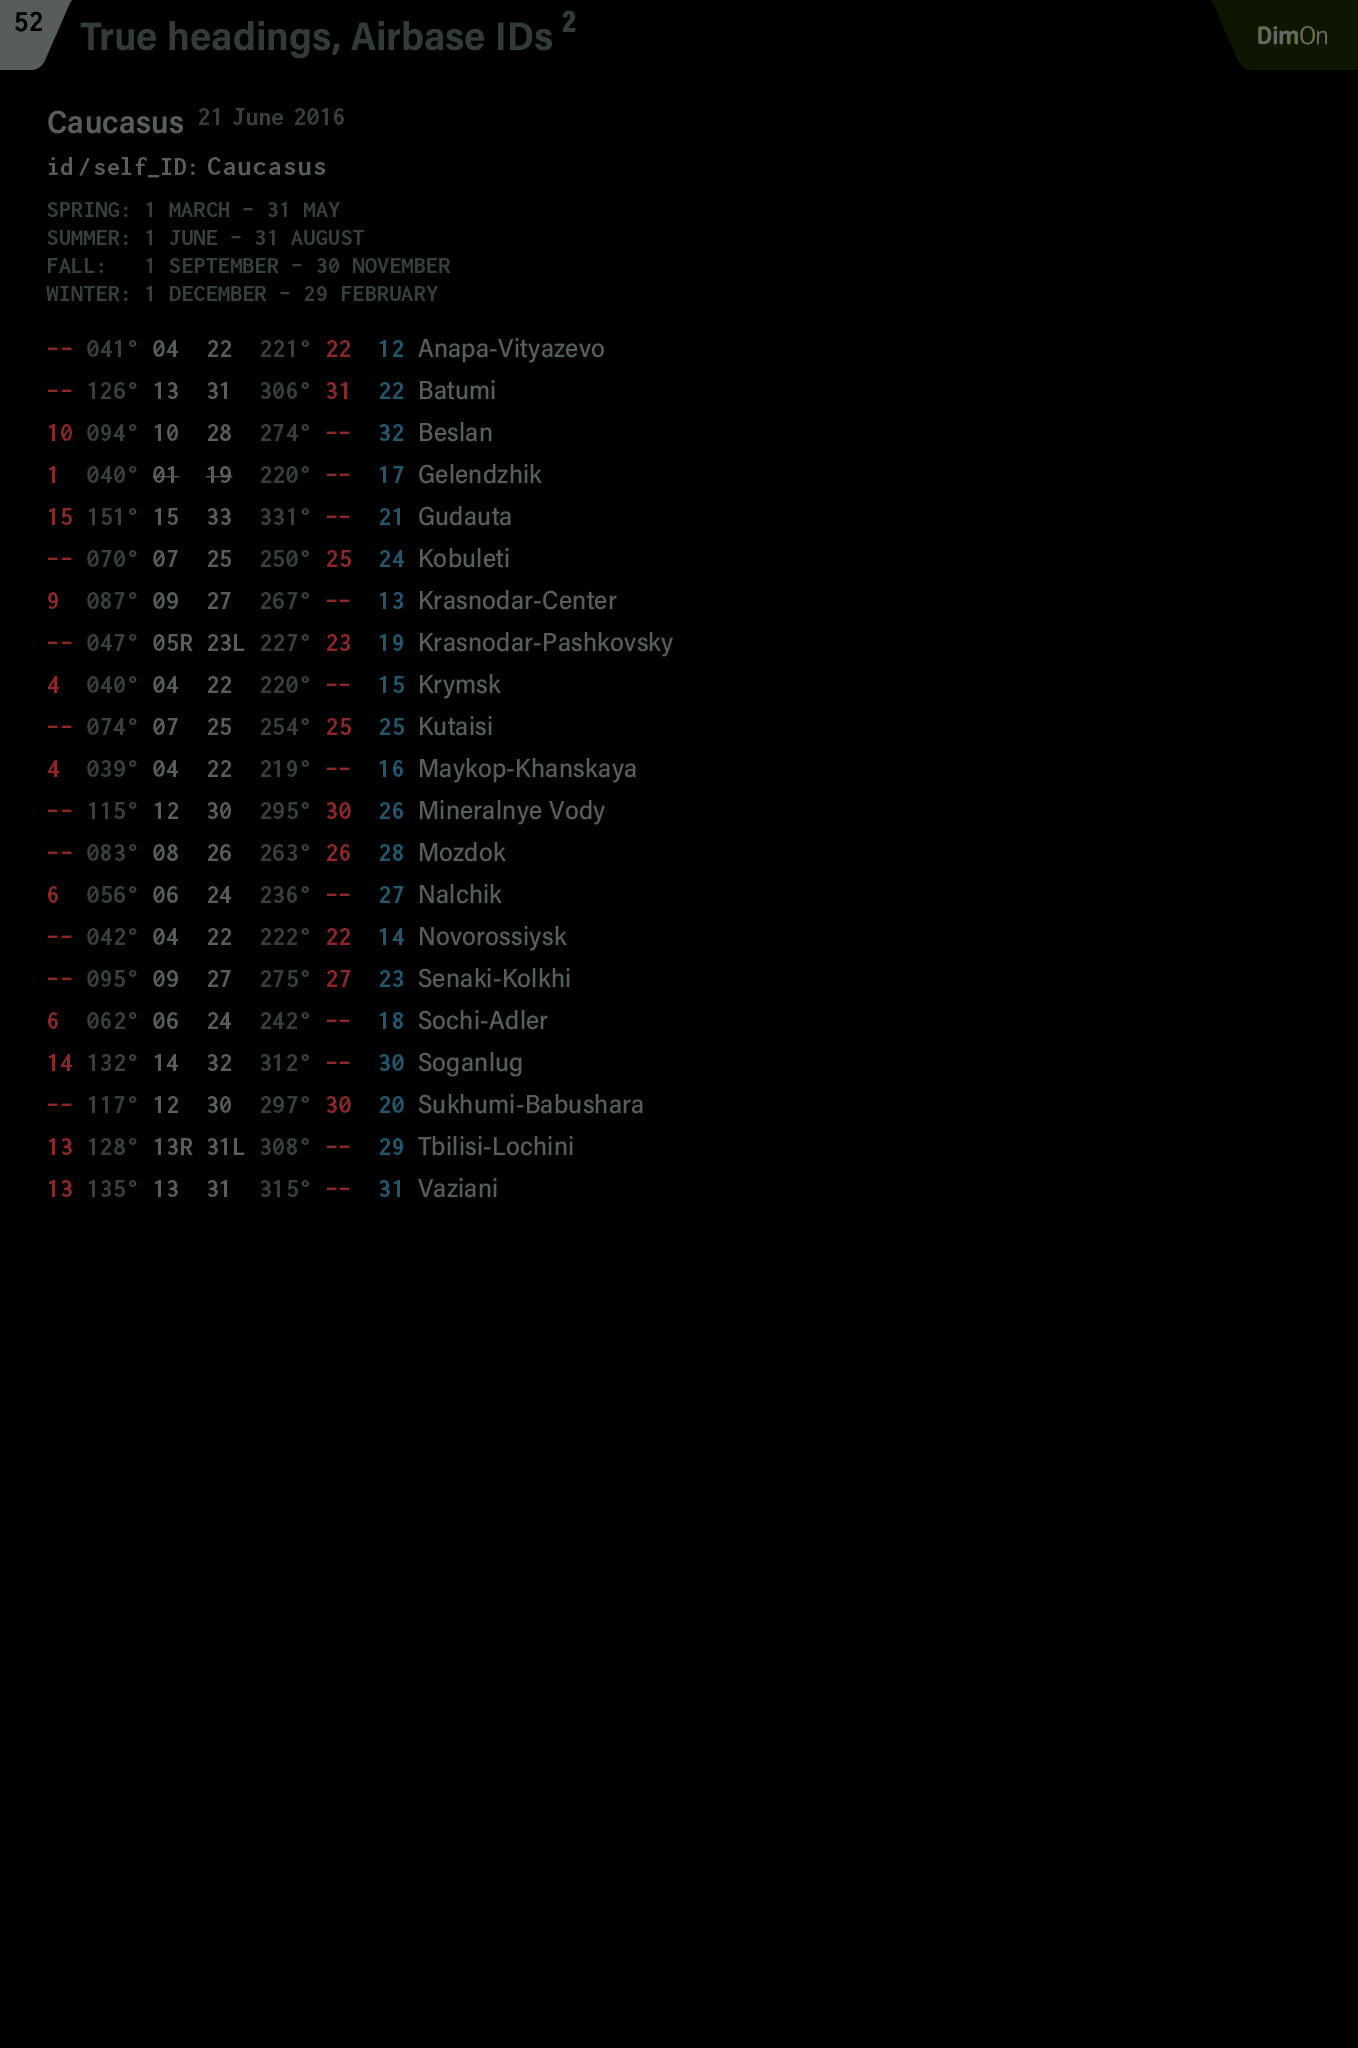 52 True headings, Airbase IDs 2 DimOn
Caucasus 21 June 2016
id/self_ID: Caucasus
SPRING: 1 MARCH - 31 MAY
SUMMER: 1 JUNE - 31 AUGUST
FALL: 1 SEPTEMBER - 30 NOVEMBER
WINTER: 1 DECEMBER - 29 FEBRUARY
-- 041° 04 22 221° 22 12 Anapa-Vityazevo
-- 126° 13 31 306° 31 22 Batumi
10 094° 10 28 274° -- 32 Beslan
1 040° 01 19 220° -- 17 Gelendzhik
15 151° 15 33 331° -- 21 Gudauta
-- 070° 07 25 250° 25 24 Kobuleti
9 087° 09 27 267° -- 13 Krasnodar-Center
-- 047° 05R 23L 227° 23 19 Krasnodar-Pashkovsky
4 040° 04 22 220° -- 15 Krymsk
-- 074° 07 25 254° 25 25 Kutaisi
4 039° 04 22 219° -- 16 Maykop-Khanskaya
-- 115° 12 30 295° 30 26 Mineralnye Vody
-- 083° 08 26 263° 26 28 Mozdok
6 056° 06 24 236° -- 27 Nalchik
-- 042° 04 22 222° 22 14 Novorossiysk
-- 095° 09 27 275° 27 23 Senaki-Kolkhi
6 062° 06 24 242° -- 18 Sochi-Adler
14 132° 14 32 312° -- 30 Soganlug
-- 117° 12 30 297° 30 20 Sukhumi-Babushara
13 128° 13R 31L 308° -- 29 Tbilisi-Lochini
13 135° 13 31 315° -- 31 Vaziani